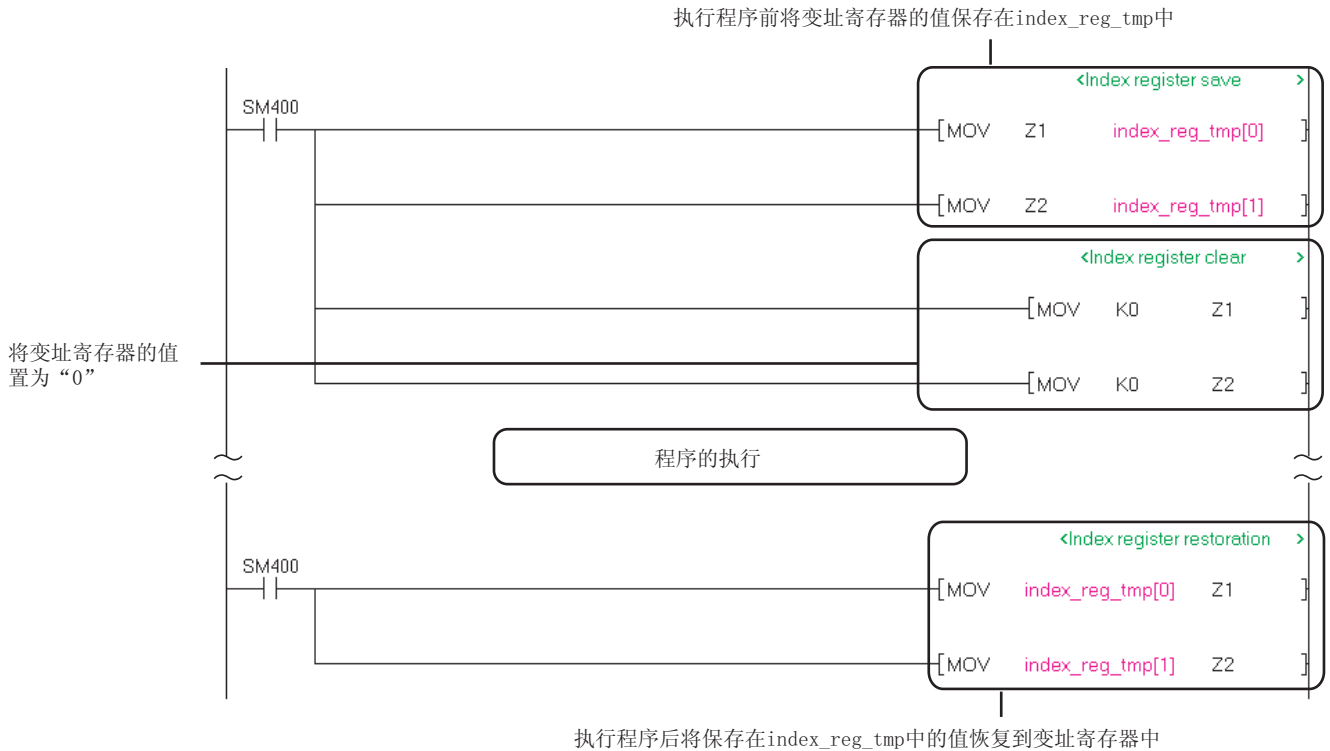 执行程序前将变址寄存器的值保存在index_reg_tmp中
<Index register save >
SM400
[MOV Z1 index_reg_tmp[0] ]
[MOV Z2 index_reg_tmp[1] ]
<Index register clear >
[MOV K0 Z1 ]
将变址寄存器的值
置为“0”
[MOV K0 Z2 ]
程序的执行
<Index register restoration >
SM400
[MOV index_reg_tmp[0] Z1 ]
[MOV index_reg_tmp[1] Z2 ]
执行程序后将保存在index_reg_tmp中的值恢复到变址寄存器中